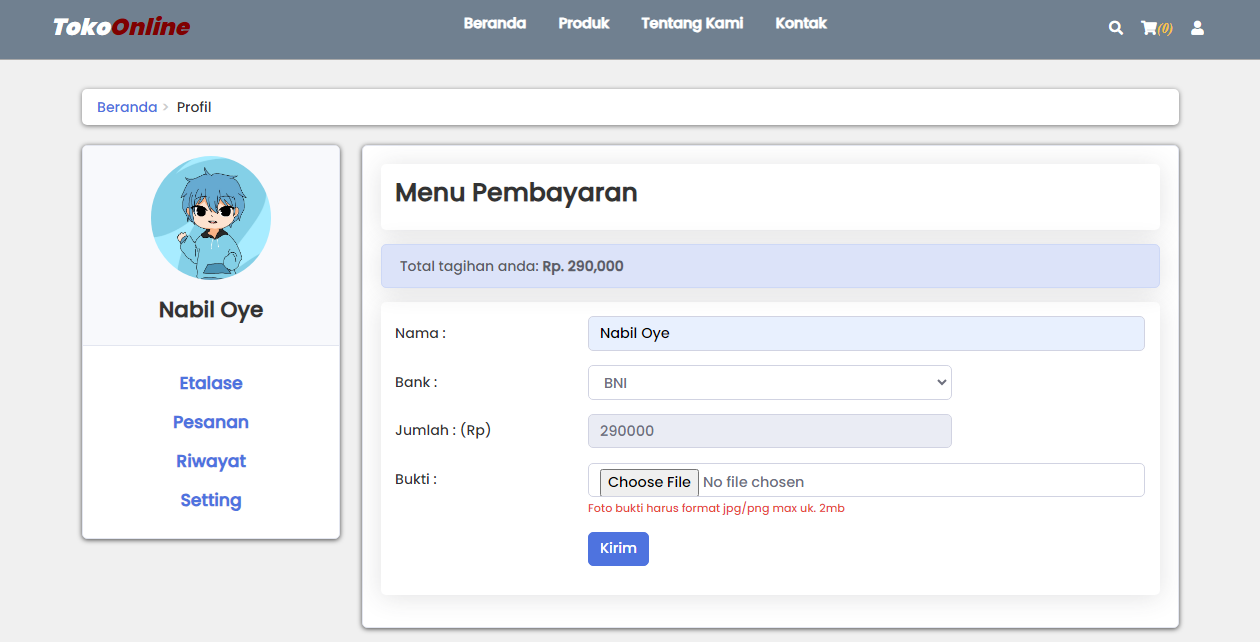 TokoOnline
Beranda Produk Tentang Kami Kontak
(0)
Beranda > Profil
Nabil Oye
Etalase
Pesanan
Riwayat
Setting
Menu Pembayaran
Total tagihan anda: Rp. 290,000
Nama : Nabil Oye
Bank : BNI
Jumlah : (Rp) 290000
Bukti : Choose File No file chosen
Foto bukti harus format jpg/png max uk. 2mb
Kirim